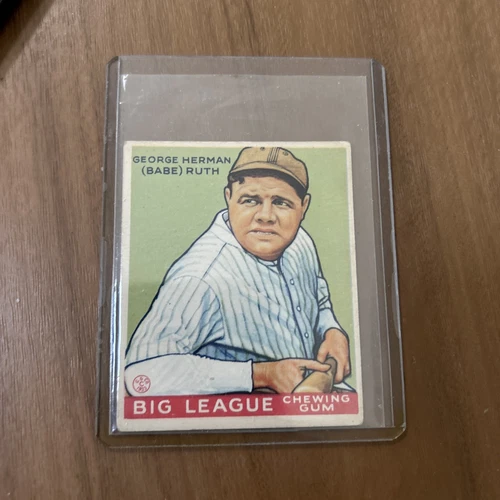 GEORGE HERMAN
(BABE) RUTH
BIG LEAGUE CHEWING GUM